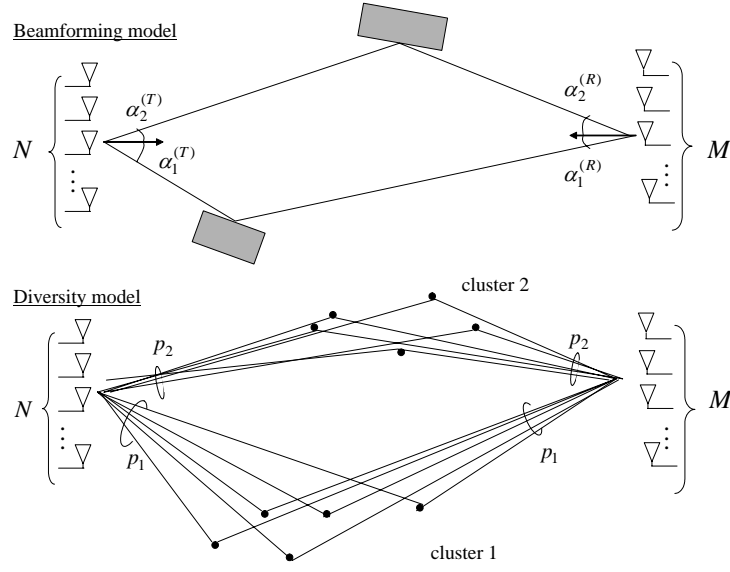 Beamforming model
α₂^(T)
α₂^(R)
N
α₁^(T)
α₁^(R)
M
Diversity model
cluster 2
p₂
p₂
N
M
p₁
p₁
cluster 1